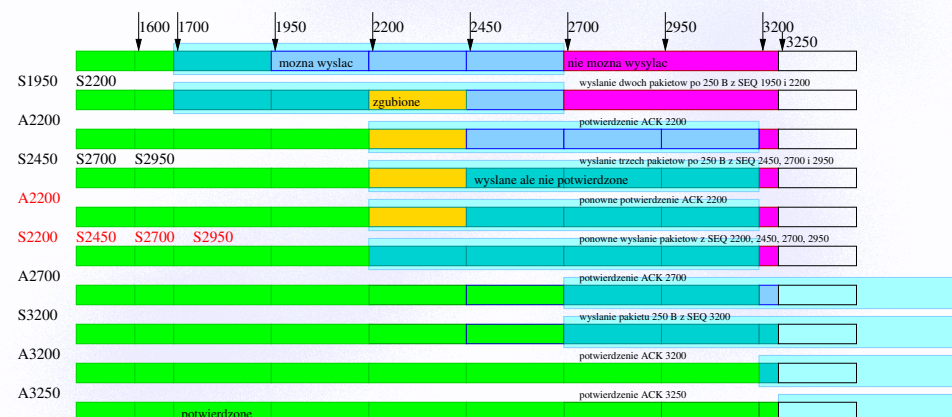 1600 1700 1950 2200 2450 2700 2950 3200
3250
mozna wyslac nie mozna wysylac
S1950 S2200 wyslanie dwoch pakietow po 250 B z SEQ 1950 i 2200
zgubione
A2200 potwierdzenie ACK 2200
S2450 S2700 S2950 wyslanie trzech pakietow po 250 B z SEQ 2450, 2700 i 2950
wyslane ale nie potwierdzone
A2200 ponowne potwierdzenie ACK 2200
S2200 S2450 S2700 S2950 ponowne wyslanie pakietow z SEQ 2200, 2450, 2700, 2950
A2700 potwierdzenie ACK 2700
S3200 wyslanie pakietu 250 B z SEQ 3200
A3200 potwierdzenie ACK 3200
A3250 potwierdzenie ACK 3250
potwierdzone